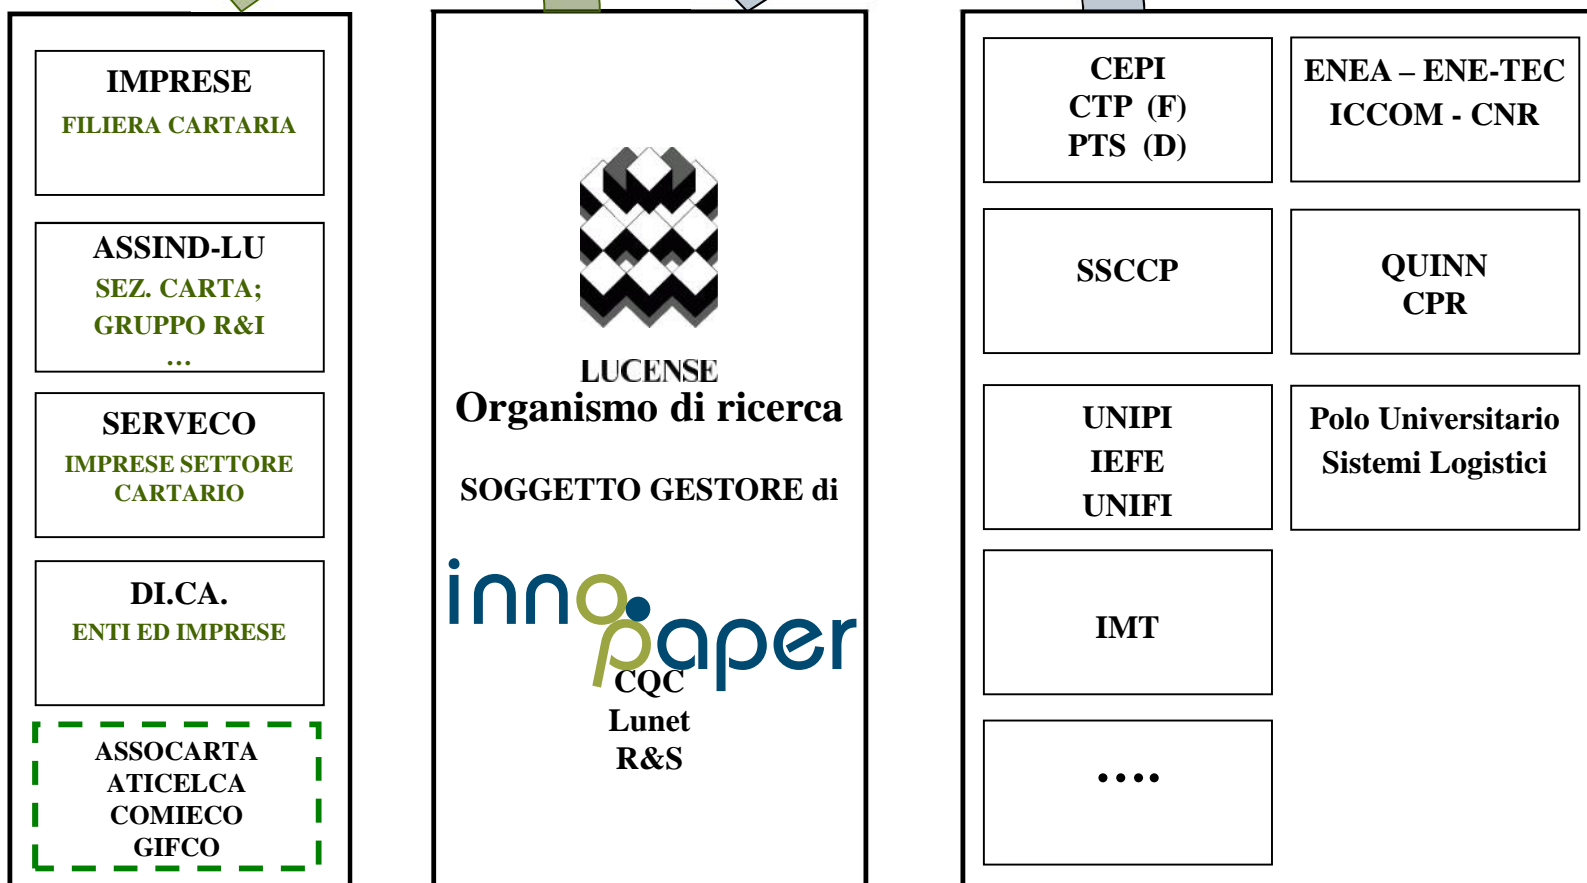 IMPRESE
FILIERA CARTARIA
ASSIND-LU
SEZ. CARTA;
GRUPPO R&I
…
SERVECO
IMPRESE SETTORE
CARTARIO
DI.CA.
ENTI ED IMPRESE
ASSOCARTA
ATICELCA
COMIECO
GIFCO
LUCENSE
Organismo di ricerca
SOGGETTO GESTORE di
inno
paper
CQC
Lunet
R&S
CEPI
CTP (F)
PTS (D)
ENEA – ENE-TEC
ICCOM - CNR
SSCCP
QUINN
CPR
UNIPI
IEFE
UNIFI
Polo Universitario
Sistemi Logistici
IMT
….